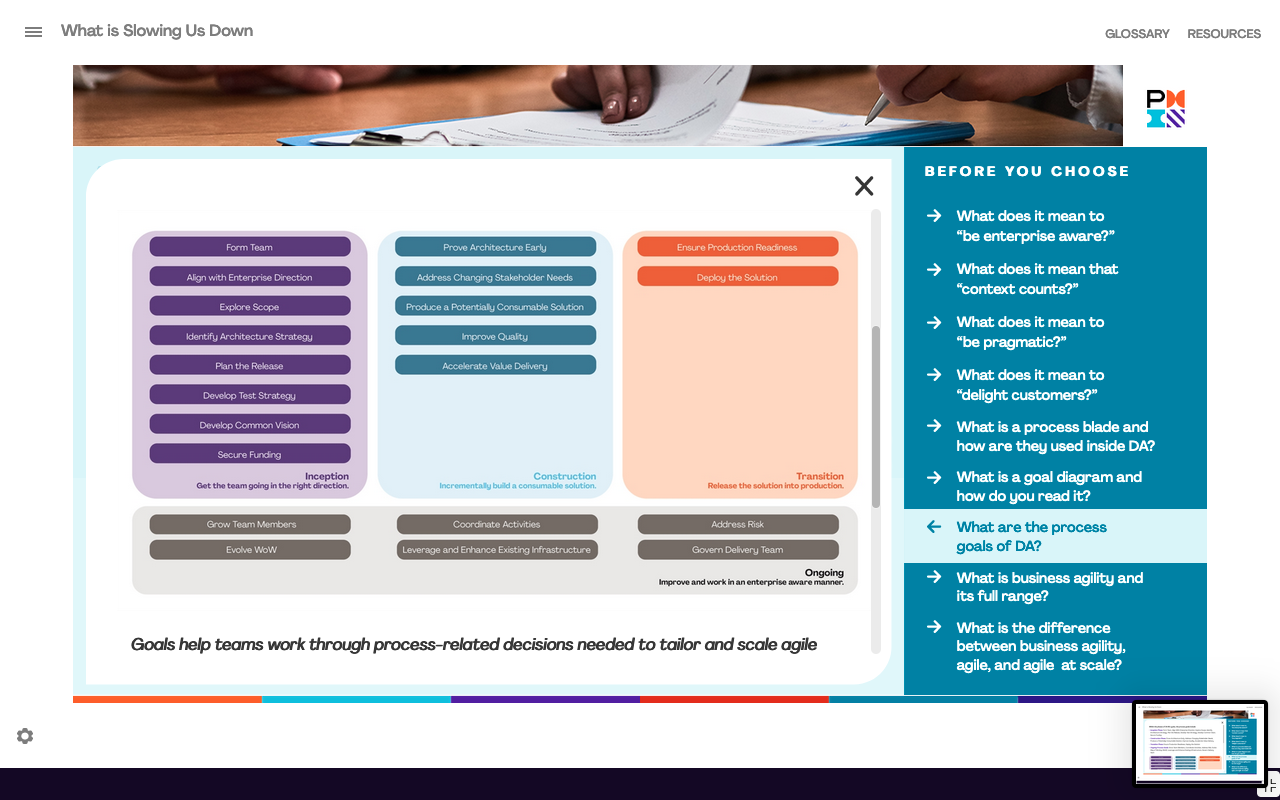 What is Slowing Us Down
GLOSSARY RESOURCES
BEFORE YOU CHOOSE
Form Team
Align with Enterprise Direction
Explore Scope
Identify Architecture Strategy
Plan the Release
Develop Test Strategy
Develop Common Vision
Secure Funding
Inception
Get the team going in the right direction.
Prove Architecture Early
Address Changing Stakeholder Needs
Produce a Potentially Consumable Solution
Improve Quality
Accelerate Value Delivery
Construction
Incrementally build a consumable solution.
Ensure Production Readiness
Deploy the Solution
Transition
Release the solution into production.
Grow Team Members
Coordinate Activities
Address Risk
Evolve WoW
Leverage and Enhance Existing Infrastructure
Govern Delivery Team
Ongoing
Improve and work in an enterprise aware manner.
Goals help teams work through process-related decisions needed to tailor and scale agile
What does it mean to
“be enterprise aware?”
What does it mean that
“context counts?”
What does it mean to
“be pragmatic?”
What does it mean to
“delight customers?”
What is a process blade and
how are they used inside DA?
What is a goal diagram and
how do you read it?
What are the process
goals of DA?
What is business agility and
its full range?
What is the difference
between business agility,
agile, and agile at scale?